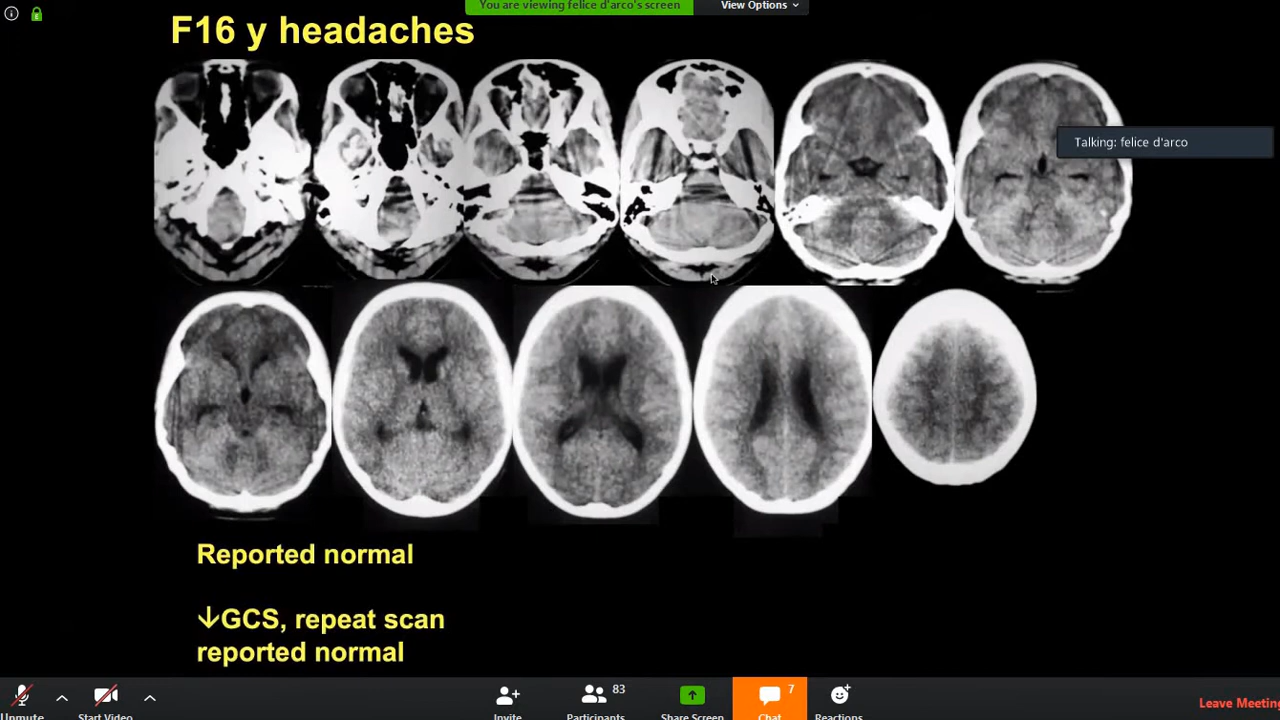 You are viewing felice d'arco's screen
View Options
F16 y headaches
Talking: felice d'arco
Reported normal
↓GCS, repeat scan
reported normal
Unmute
Start Video
Invite
83
Participants
Share Screen
7
Chat
Reactions
Leave Meeting